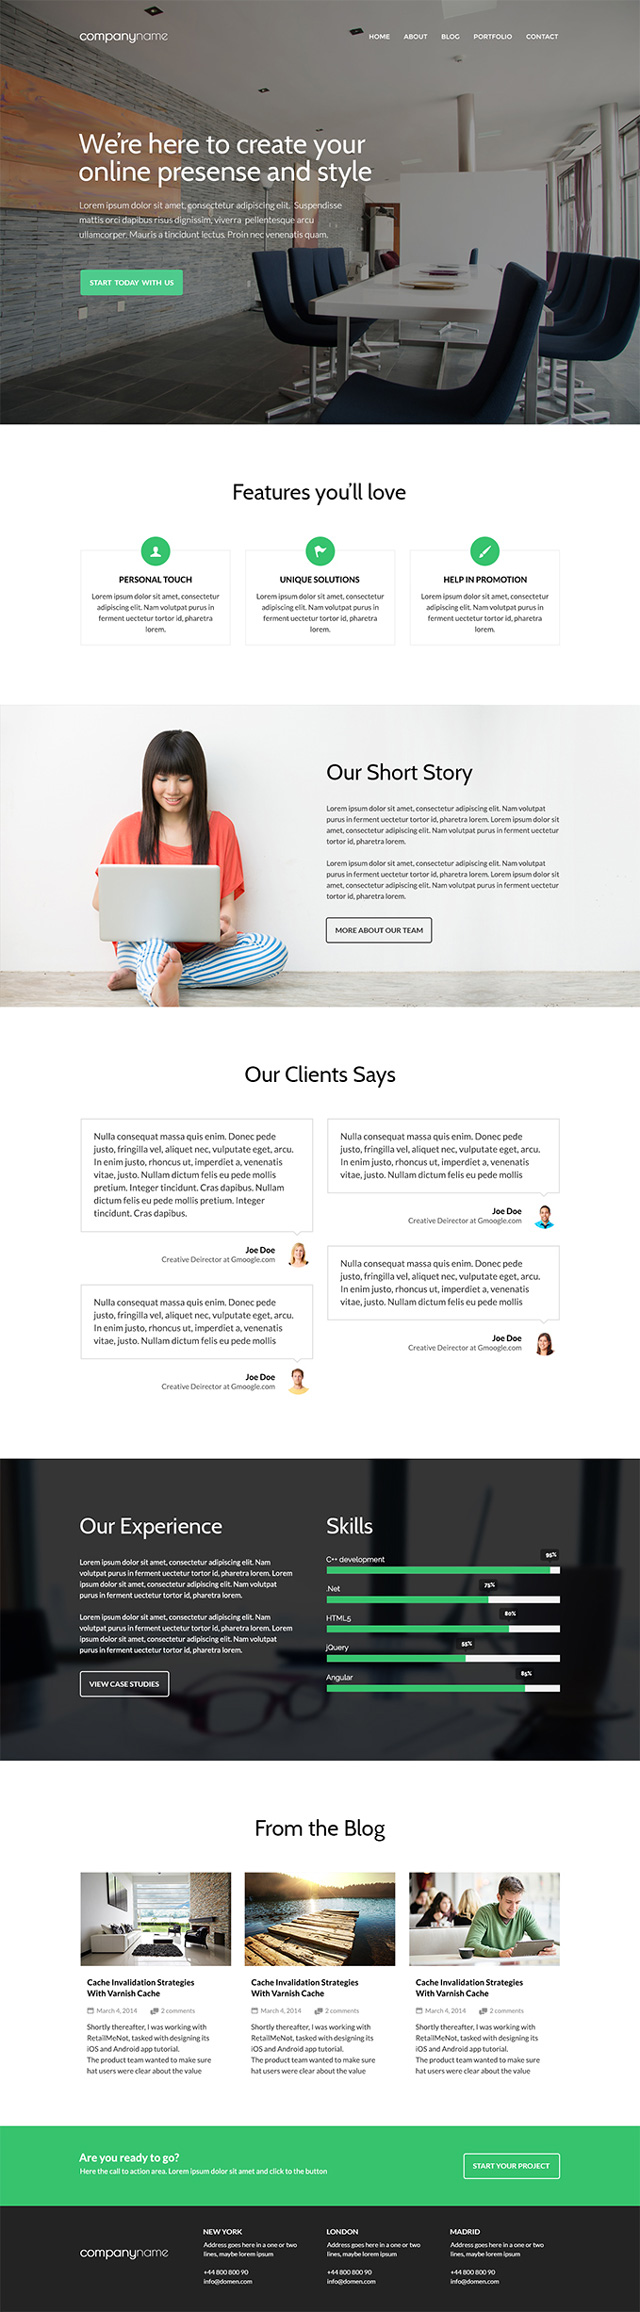 companyname
HOME ABOUT BLOG PORTFOLIO CONTACT
We're here to create your
online presense and style
Lorem ipsum dolor sit amet, consectetur adipiscing elit. Suspendisse
mattis orci dapibus risus dignissim, viverra pellentesque arcu
ullamcorper. Mauris a tincidunt lectus. Proin nec venenatis quam.
START TODAY WITH US
Features you'll love
PERSONAL TOUCH
Lorem ipsum dolor sit amet, consectetur
adipiscing elit. Nam volutpat purus in
ferment uectetur tortor id, pharetra
lorem.
UNIQUE SOLUTIONS
Lorem ipsum dolor sit amet, consectetur
adipiscing elit. Nam volutpat purus in
ferment uectetur tortor id, pharetra
lorem.
HELP IN PROMOTION
Lorem ipsum dolor sit amet, consectetur
adipiscing elit. Nam volutpat purus in
ferment uectetur tortor id, pharetra
lorem.
Our Short Story
Lorem ipsum dolor sit amet, consectetur adipiscing elit. Nam volutpat
purus in ferment uectetur tortor id, pharetra lorem. Lorem ipsum dolor sit
amet, consectetur adipiscing elit. Nam volutpat purus in ferment uectetur
tortor id, pharetra lorem.
Lorem ipsum dolor sit amet, consectetur adipiscing elit. Nam volutpat
purus in ferment uectetur tortor id, pharetra lorem. Lorem ipsum dolor sit
amet, consectetur adipiscing elit. Nam volutpat purus in ferment uectetur
tortor id, pharetra lorem.
MORE ABOUT OUR TEAM
Our Clients Says
Nulla consequat massa quis enim. Donec pede
justo, fringilla vel, aliquet nec, vulputate eget, arcu.
In enim justo, rhoncus ut, imperdiet a, venenatis
vitae, justo. Nullam dictum felis eu pede mollis
pretium. Integer tincidunt. Cras dapibus. Nullam
dictum felis eu pede mollis pretium. Integer
tincidunt. Cras dapibus.
Joe Doe
Creative Deirector at Gmoogle.com
Nulla consequat massa quis enim. Donec pede
justo, fringilla vel, aliquet nec, vulputate eget, arcu.
In enim justo, rhoncus ut, imperdiet a, venenatis
vitae, justo. Nullam dictum felis eu pede mollis
Joe Doe
Creative Deirector at Gmoogle.com
Nulla consequat massa quis enim. Donec pede
justo, fringilla vel, aliquet nec, vulputate eget, arcu.
In enim justo, rhoncus ut, imperdiet a, venenatis
vitae, justo. Nullam dictum felis eu pede mollis
Joe Doe
Creative Deirector at Gmoogle.com
Nulla consequat massa quis enim. Donec pede
justo, fringilla vel, aliquet nec, vulputate eget, arcu.
In enim justo, rhoncus ut, imperdiet a, venenatis
vitae, justo. Nullam dictum felis eu pede mollis
Joe Doe
Creative Deirector at Gmoogle.com
Our Experience
Lorem ipsum dolor sit amet, consectetur adipiscing elit. Nam
volutpat purus in ferment uectetur tortor id, pharetra lorem. Lorem
ipsum dolor sit amet, consectetur adipiscing elit. Nam volutpat
purus in ferment uectetur tortor id, pharetra lorem.
Lorem ipsum dolor sit amet, consectetur adipiscing elit. Nam
volutpat purus in ferment uectetur tortor id, pharetra lorem. Lorem
ipsum dolor sit amet, consectetur adipiscing elit. Nam volutpat
purus in ferment uectetur tortor id, pharetra lorem.
VIEW CASE STUDIES
Skills
C++ development 95%
.Net 75%
HTML5 80%
jQuery 55%
Angular 85%
From the Blog
Cache Invalidation Strategies
With Varnish Cache
March 4, 2014 2 comments
Shortly thereafter, I was working with
RetailMeNot, tasked with designing its
iOS and Android app tutorial.
The product team wanted to make sure
hat users were clear about the value
Cache Invalidation Strategies
With Varnish Cache
March 4, 2014 2 comments
Shortly thereafter, I was working with
RetailMeNot, tasked with designing its
iOS and Android app tutorial.
The product team wanted to make sure
hat users were clear about the value
Cache Invalidation Strategies
With Varnish Cache
March 4, 2014 2 comments
Shortly thereafter, I was working with
RetailMeNot, tasked with designing its
iOS and Android app tutorial.
The product team wanted to make sure
hat users were clear about the value
Are you ready to go?
Here the call to action area. Lorem ipsum dolor sit amet and click to the button
START YOUR PROJECT
companyname
NEW YORK
Address goes here in a one or two
lines, maybe lorem ipsum
+44 800 800 90
info@domen.com
LONDON
Address goes here in a one or two
lines, maybe lorem ipsum
+44 800 800 90
info@domen.com
MADRID
Address goes here in a one or two
lines, maybe lorem ipsum
+44 800 800 90
info@domen.com